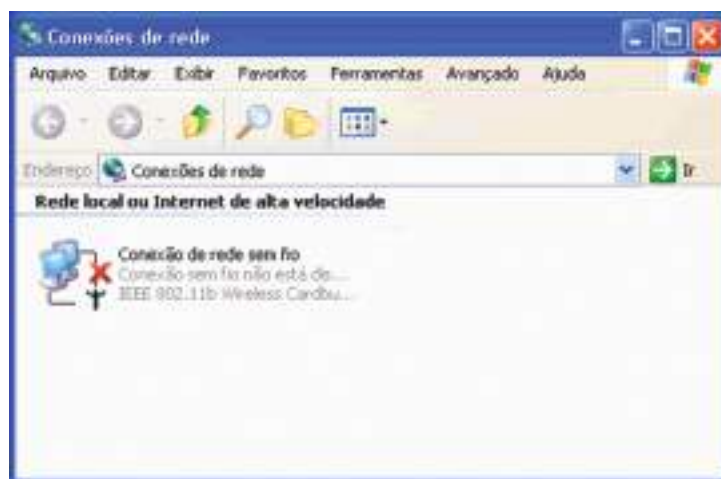 Conexões de rede
Arquivo Editar Exibir Favoritos Ferramentas Avançado Ajuda
Endereço Conexões de rede Ir
Rede local ou Internet de alta velocidade
Conexão de rede sem fio
Conexão sem fio não está dis...
IEEE 802.11b Wireless Cardbu...